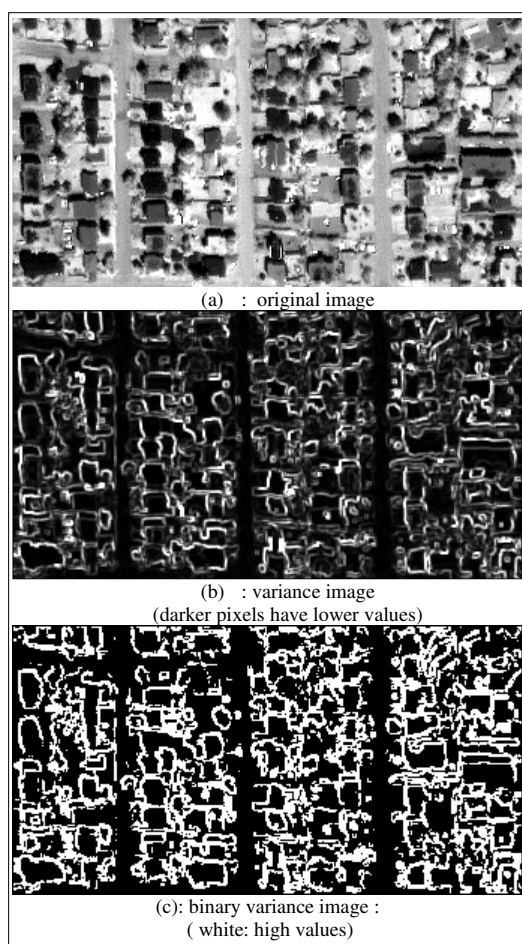 (a) : original image
(b) : variance image
(darker pixels have lower values)
(c): binary variance image :
( white: high values)